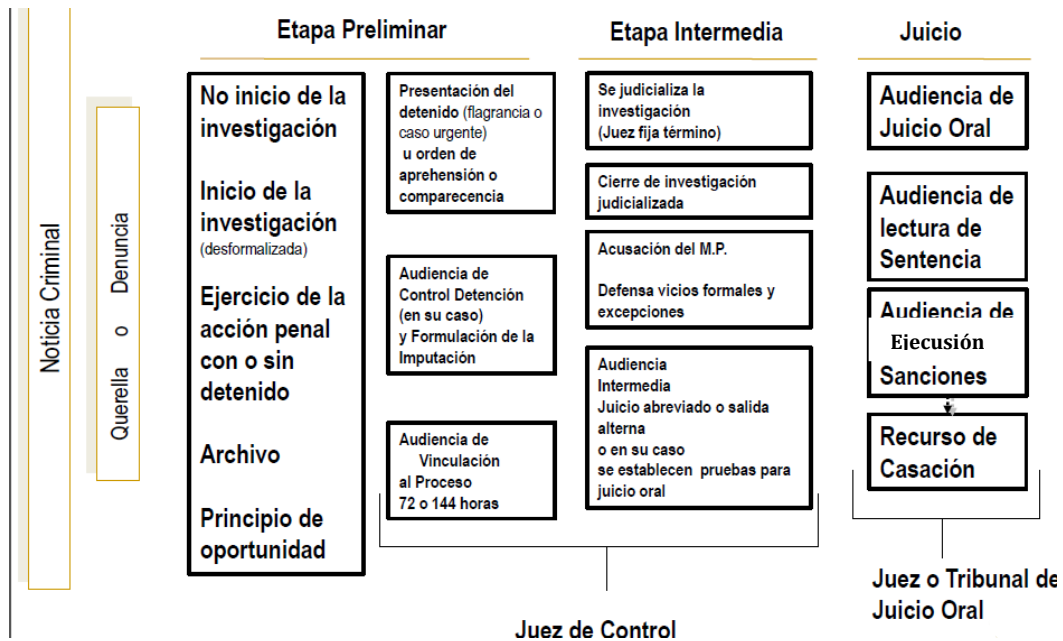 Etapa Preliminar
Etapa Intermedia
Juicio
Noticia Criminal
Querella o Denuncia
No inicio de la
investigación
Inicio de la
investigación
(desformalizada)
Ejercicio de la
acción penal
con o sin
detenido
Archivo
Principio de
oportunidad
Presentación del
detenido (flagrancia o
caso urgente)
u orden de
aprehensión o
comparecencia
Audiencia de
Control Detención
(en su caso)
y Formulación de la
Imputación
Audiencia de
Vinculación
al Proceso
72 o 144 horas
Se judicializa la
investigación
(Juez fija término)
Cierre de investigación
judicializada
Acusación del M.P.
Defensa vicios formales y
excepciones
Audiencia
Intermedia
Juicio abreviado o salida
alterna
o en su caso
se establecen pruebas para
juicio oral
Audiencia de
Juicio Oral
Audiencia de
lectura de
Sentencia
Audiencia de
Ejecusión
Sanciones
Recurso de
Casación
Juez de Control
Juez o Tribunal de
Juicio Oral